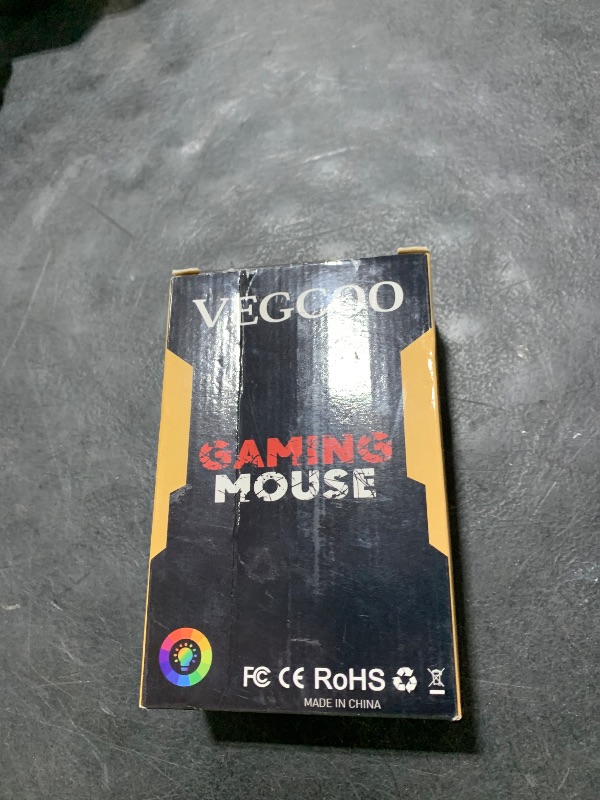 VEGCOO
GAMING
MOUSE
FC CE RoHS
MADE IN CHINA